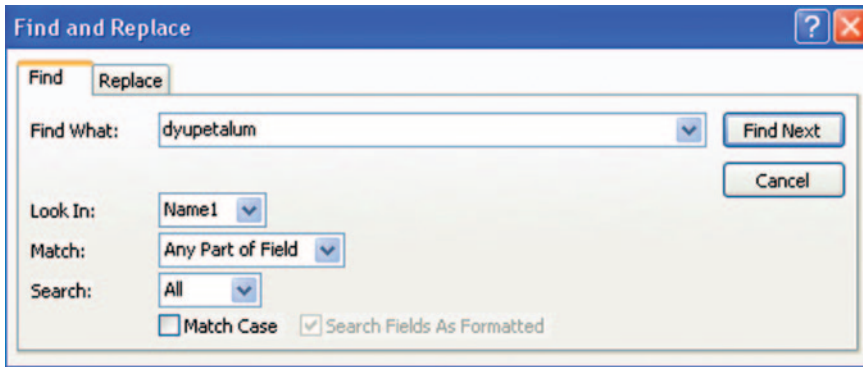 Find and Replace
Find Replace
Find What: dyupetalum Find Next
Cancel
Look In: Name1
Match: Any Part of Field
Search: All
Match Case Search Fields As Formatted